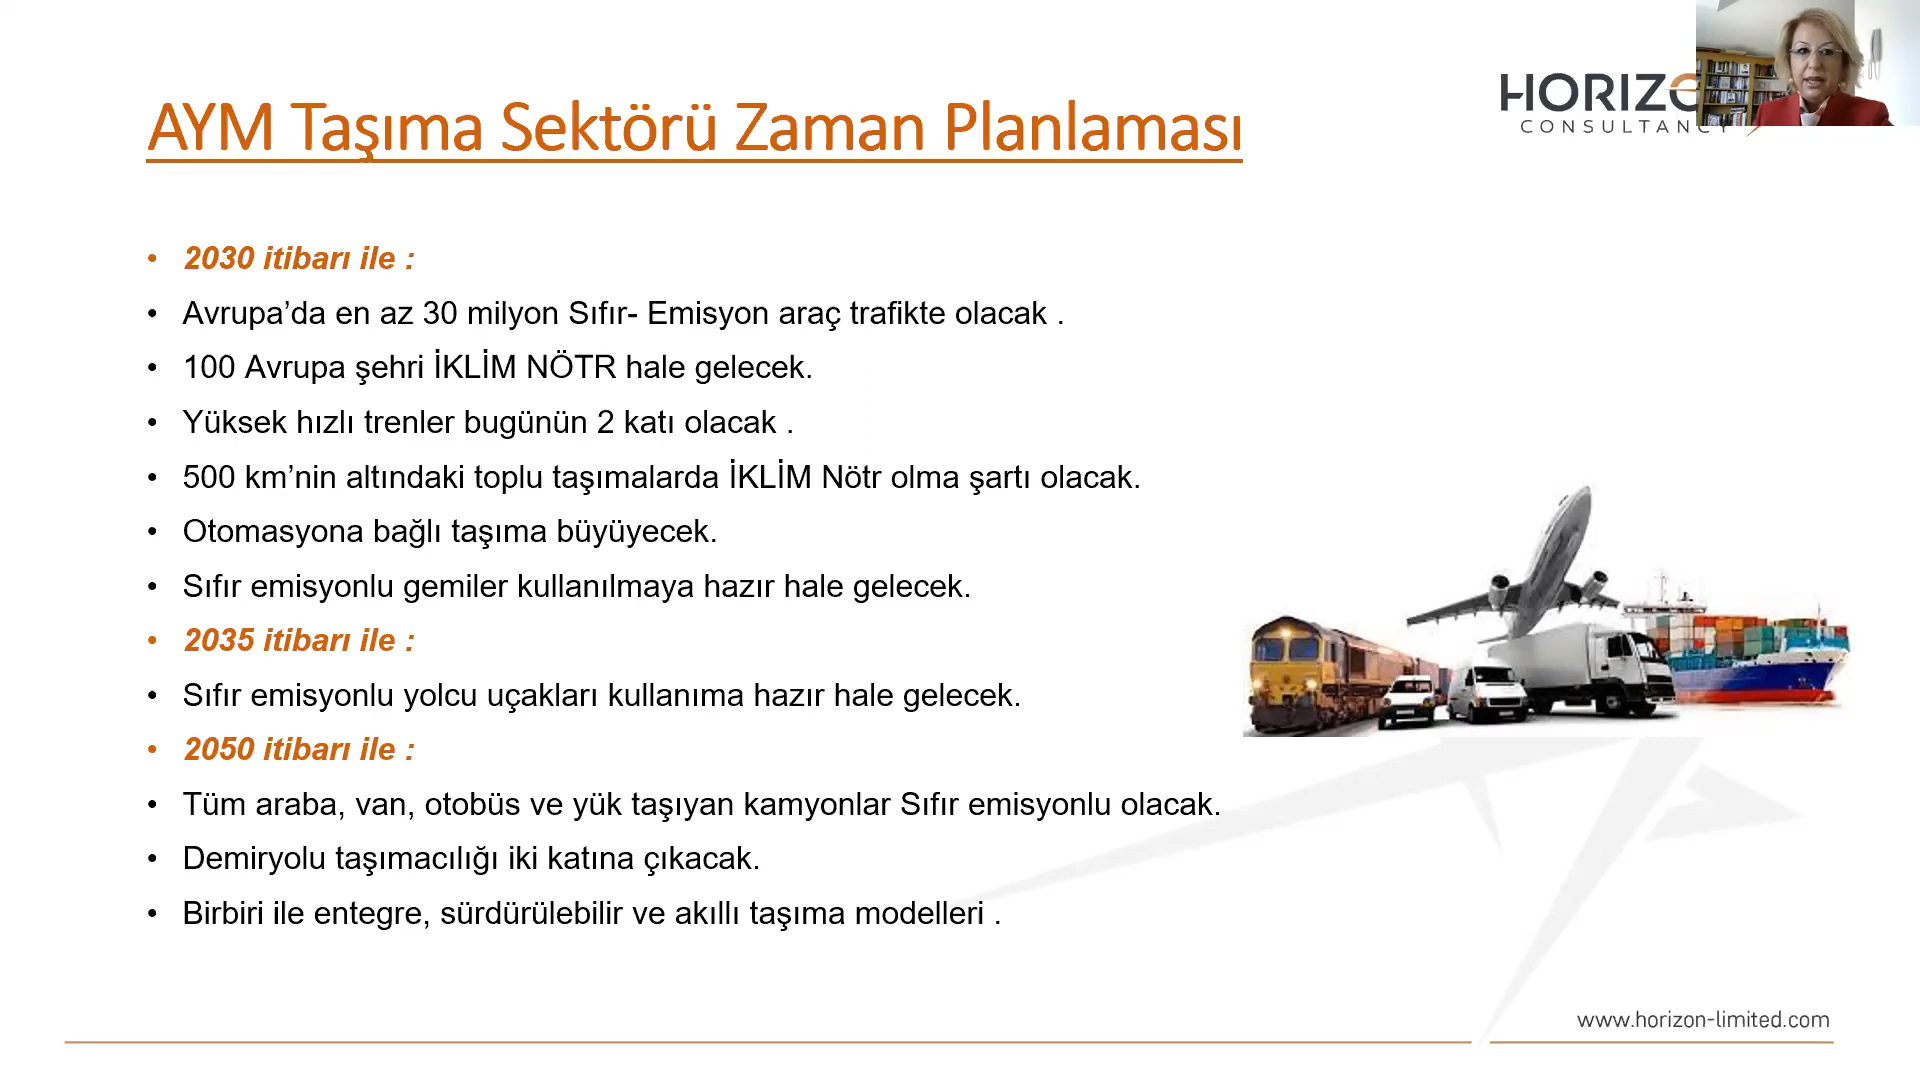 HORIZO
CONSULTANCY
AYM Taşıma Sektörü Zaman Planlaması
• 2030 itibarı ile :
• Avrupa’da en az 30 milyon Sıfır- Emisyon araç trafikte olacak .
• 100 Avrupa şehri İKLİM NÖTR hale gelecek.
• Yüksek hızlı trenler bugünün 2 katı olacak .
• 500 km’nin altındaki toplu taşımalarda İKLİM Nötr olma şartı olacak.
• Otomasyona bağlı taşıma büyüyecek.
• Sıfır emisyonlu gemiler kullanılmaya hazır hale gelecek.
• 2035 itibarı ile :
• Sıfır emisyonlu yolcu uçakları kullanıma hazır hale gelecek.
• 2050 itibarı ile :
• Tüm araba, van, otobüs ve yük taşıyan kamyonlar Sıfır emisyonlu olacak.
• Demiryolu taşımacılığı iki katına çıkacak.
• Birbiri ile entegre, sürdürülebilir ve akıllı taşıma modelleri .
www.horizon-limited.com